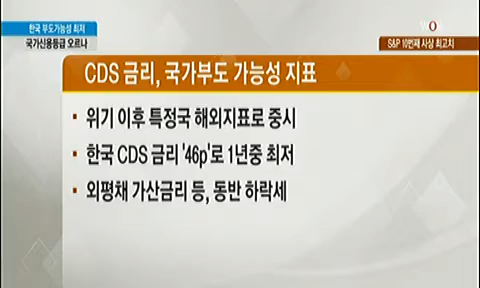 한국 부도가능성 최저
국가신용등급 오르나
S&P 10번째 사상 최고치
CDS 금리, 국가부도 가능성 지표
위기 이후 특정국 해외지표로 중시
한국 CDS 금리 '46p'로 1년중 최저
외평채 가산금리 등, 동반 하락세